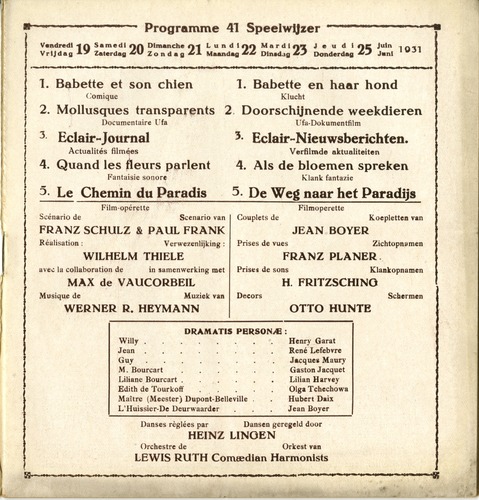 Programme 41 Speelwijzer
Vendredi Vrijdag 19 Samedi Zaterdag 20 Dimanche Zondag 21 Lundi Maandag 22 Mardi Dinsdag 23 Jeudi Donderdag 25 juin Juni 1931
1. Babette et son chien 1. Babette en haar hond
Comique Klucht
2. Mollusques transparents 2 Doorschijnende weekdieren
Documentaire Ufa Ufa-Dokumentfilm
3. Eclair-Journal 3. Eclair-Nieuwsberichten.
Actualités filmées Verfilmde aktualiteiten
4. Quand les fleurs parlent 4. Als de bloemen spreken
Fantaisie sonore Klank fantazie
5. Le Chemin du Paradis 5. De Weg naar het Paradijs
Film-opérette Filmoperette
Scénario de Scenario van Couplets de Koepletten van
FRANZ SCHULZ & PAUL FRANK JEAN BOYER
Réalisation : Verwezenlijking : Prises de vues Zichtopnamen
WILHELM THIELE FRANZ PLANER.
avec la collaboration de in samenwerking met Prises de sons Klankopnamen
MAX de VAUCORBEIL H. FRITZSCHING
Musique de Muziek van Decors Schermen
WERNER R. HEYMANN OTTO HUNTE
DRAMATIS PERSONÆ :
Willy . . . . . . . Henry Garat
Jean . . . . . . . René Lefebvre
Guy . . . . . . . Jacques Maury
M. Bourcart . . . . . . Gaston Jacquet
Liliane Bourcart . . . . . Lilian Harvey
Edith de Tourkoff . . . . . Olga Tchechowa
Maître (Meester) Dupont-Belleville . . Hubert Daix
L'Huissier-De Deurwaarder . . . Jean Boyer
Danses réglées par Dansen geregeld door
HEINZ LINGEN
Orchestre de Orkest van
LEWIS RUTH Comœdian Harmonists